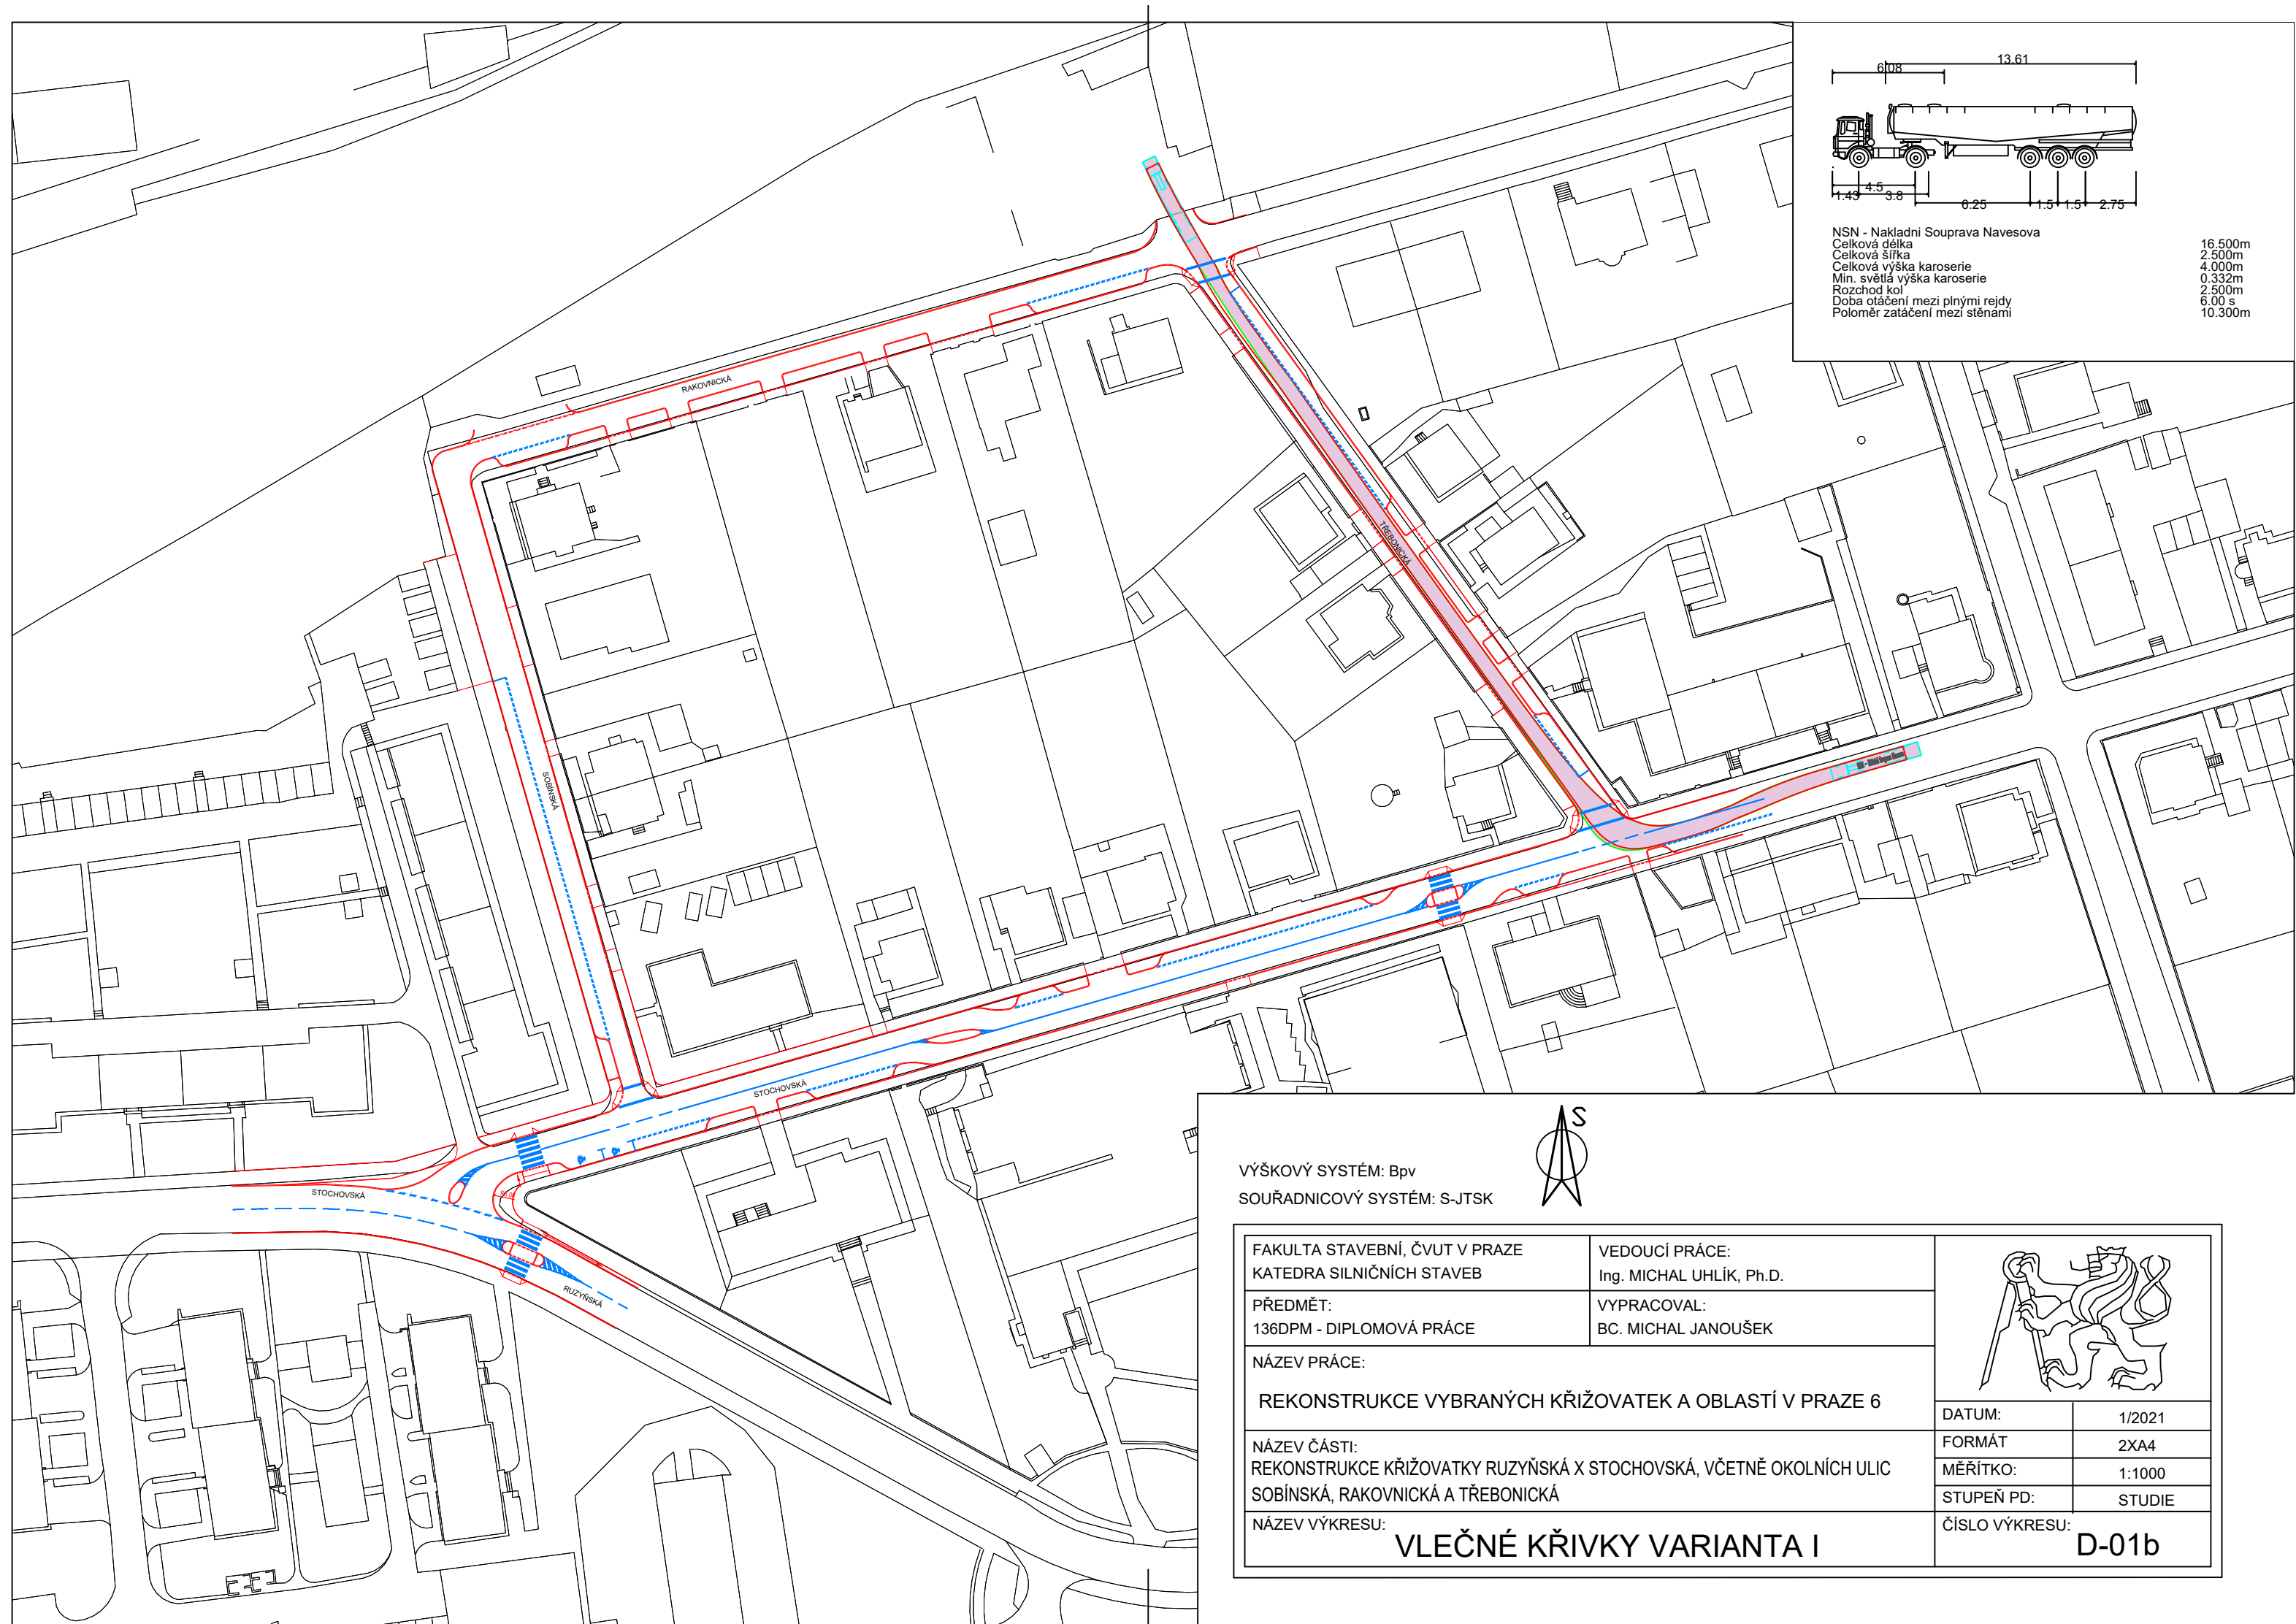 13.61
6.08
4.5
1.43
3.8
6.25
1.5
1.5
2.75
NSN - Nakladni Souprava Navesova
Celková délka 16.500m
Celková šířka 2.500m
Celková výška karoserie 4.000m
Min. světlá výška karoserie 0.332m
Rozchod kol 2.500m
Doba otáčení mezi plnými rejdy 6.00 s
Poloměr zatáčení mezi stěnami 10.300m
RAKOVNICKÁ
TŘEBONICKÁ
SOBÍNSKÁ
STOCHOVSKÁ
STOCHOVSKÁ
RUZYŇSKÁ
S
VÝŠKOVÝ SYSTÉM: Bpv
SOUŘADNICOVÝ SYSTÉM: S-JTSK
FAKULTA STAVEBNÍ, ČVUT V PRAZE
KATEDRA SILNIČNÍCH STAVEB
VEDOUCÍ PRÁCE:
Ing. MICHAL UHLÍK, Ph.D.
PŘEDMĚT:
136DPM - DIPLOMOVÁ PRÁCE
VYPRACOVAL:
BC. MICHAL JANOUŠEK
NÁZEV PRÁCE:
REKONSTRUKCE VYBRANÝCH KŘIŽOVATEK A OBLASTÍ V PRAZE 6
DATUM: 1/2021
FORMÁT 2XA4
MĚŘÍTKO: 1:1000
STUPEŇ PD: STUDIE
NÁZEV ČÁSTI:
REKONSTRUKCE KŘIŽOVATKY RUZYŇSKÁ X STOCHOVSKÁ, VČETNĚ OKOLNÍCH ULIC
SOBÍNSKÁ, RAKOVNICKÁ A TŘEBONICKÁ
NÁZEV VÝKRESU:
VLEČNÉ KŘIVKY VARIANTA I
ČÍSLO VÝKRESU:
D-01b